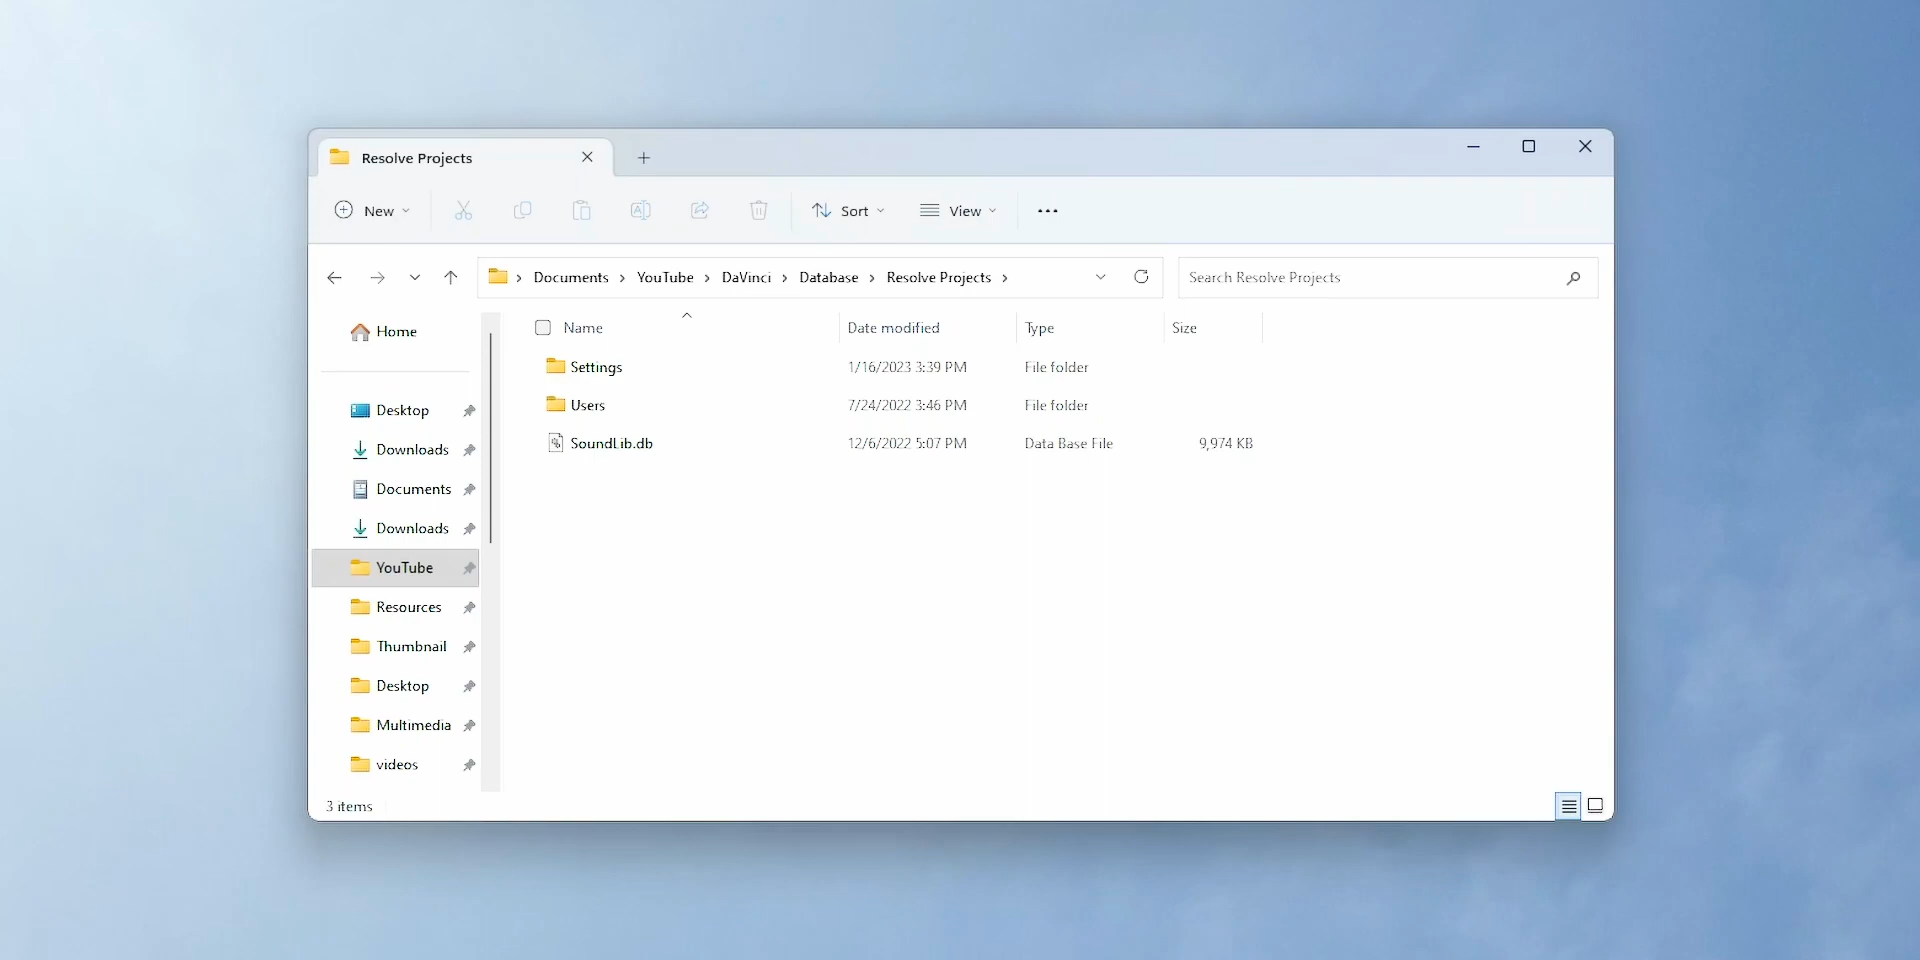 Resolve Projects
New
Sort
View
Documents › YouTube › DaVinci › Database › Resolve Projects ›
Search Resolve Projects
Home
Desktop
Downloads
Documents
Downloads
YouTube
Resources
Thumbnail
Desktop
Multimedia
videos
Name Date modified Type Size
Settings 1/16/2023 3:39 PM File folder
Users 7/24/2022 3:46 PM File folder
SoundLib.db 12/6/2022 5:07 PM Data Base File 9,974 KB
3 items